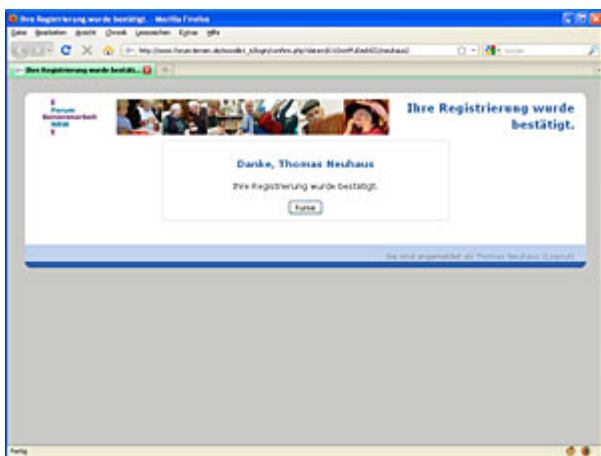 Ihre Registrierung wurde bestätigt. - Mozilla Firefox
Datei Bearbeiten Ansicht Chronik Lesezeichen Extras Hilfe
Ihre Registrierung wurde bestäti...
Forum
Seniorenarbeit
NRW
Ihre Registrierung wurde
bestätigt.
Danke, Thomas Neuhaus
Ihre Registrierung wurde bestätigt.
Kurse
Sie sind angemeldet als Thomas Neuhaus (Logout)
Fertig